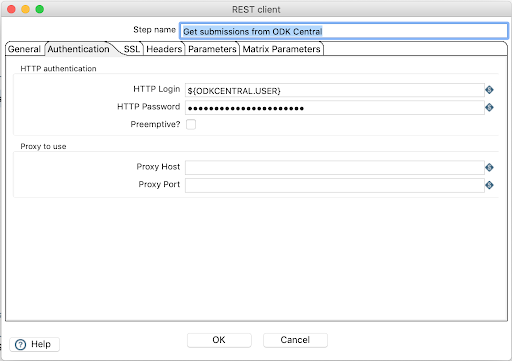 REST client
Step name Get submissions from ODK Central
General Authentication SSL Headers Parameters Matrix Parameters
HTTP authentication
HTTP Login ${ODKCENTRAL.USER}
HTTP Password ●●●●●●●●●●●●●●●●●●●●●●
Preemptive?
Proxy to use
Proxy Host
Proxy Port
Help OK Cancel